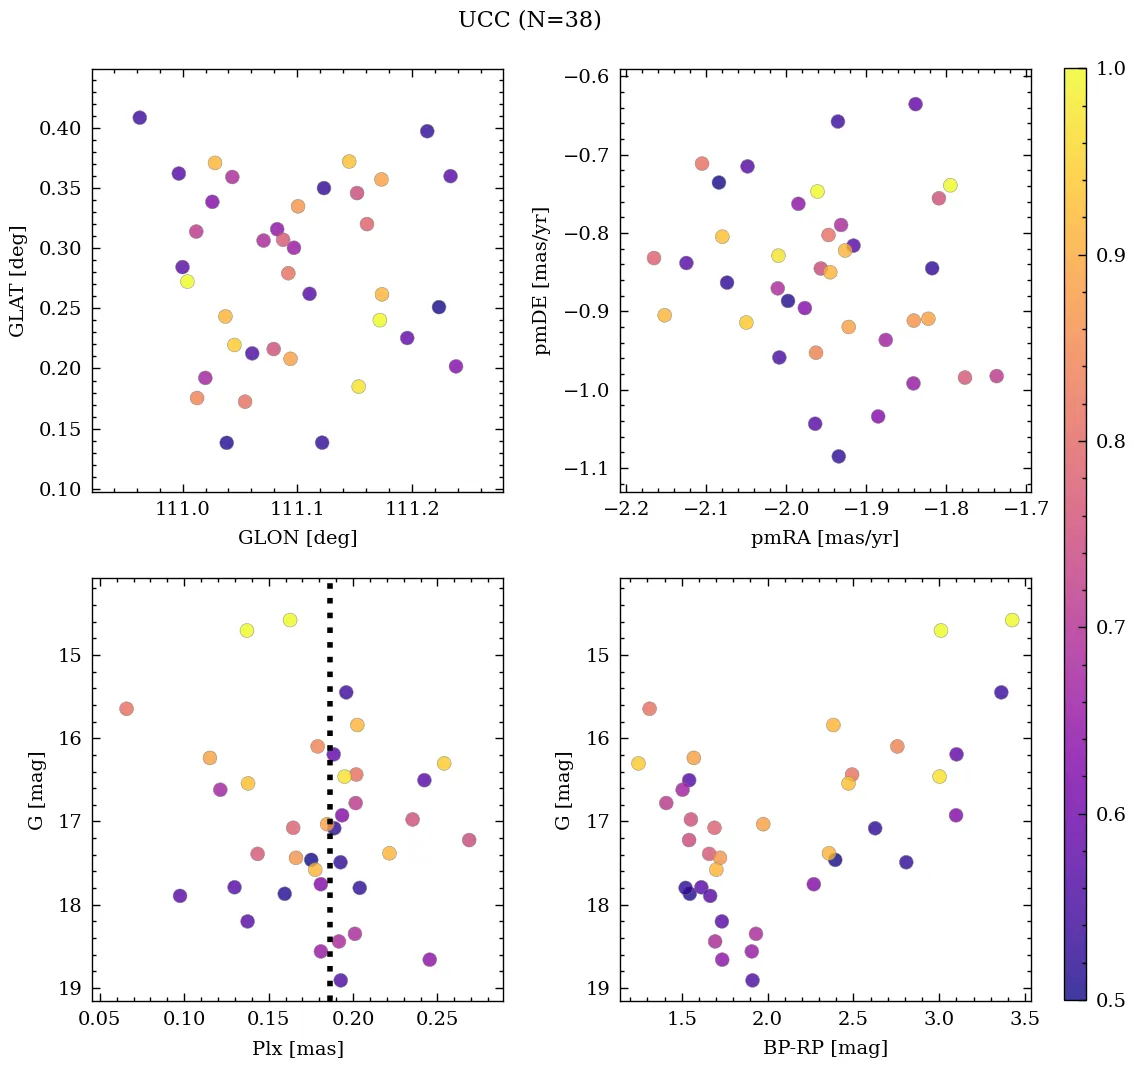 UCC (N=38)
0.40
0.35
0.30
0.25
0.20
0.15
0.10
GLAT [deg]
111.0 111.1 111.2
GLON [deg]
−0.6
−0.7
−0.8
−0.9
−1.0
−1.1
pmDE [mas/yr]
−2.2 −2.1 −2.0 −1.9 −1.8 −1.7
pmRA [mas/yr]
1.0
0.9
0.8
0.7
0.6
0.5
15
16
17
18
19
G [mag]
0.05 0.10 0.15 0.20 0.25
Plx [mas]
15
16
17
18
19
G [mag]
1.5 2.0 2.5 3.0 3.5
BP-RP [mag]